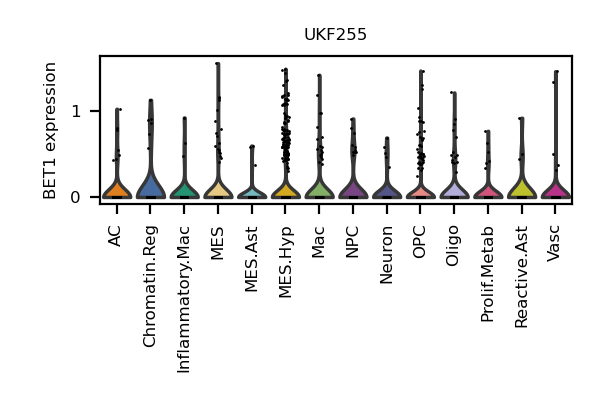 UKF255
BET1 expression
1
0
AC
Chromatin.Reg
Inflammatory.Mac
MES
MES.Ast
MES.Hyp
Mac
NPC
Neuron
OPC
Oligo
Prolif.Metab
Reactive.Ast
Vasc